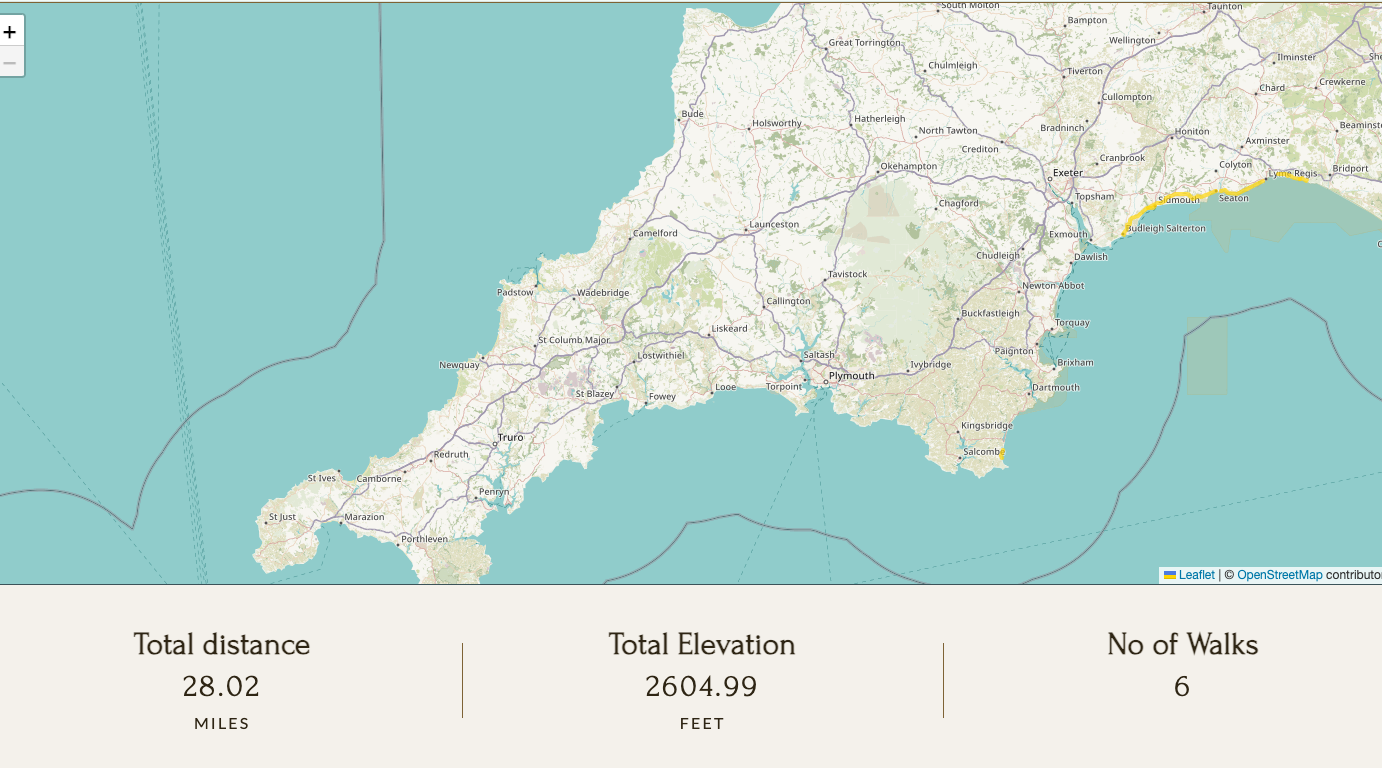 +
−
South Molton
Taunton
Bampton
Wellington
Great Torrington
Ilminster
Chulmleigh
Tiverton
Crewkerne
Chard
Cullompton
Bude
Holsworthy
Hatherleigh
North Tawton
Bradninch
Honiton
Beaminst
Axminster
Crediton
Cranbrook
Okehampton
Colyton
Bridport
Exeter
Lyme Regis
Topsham
Sidmouth
Seaton
Chagford
Launceston
Camelford
Exmouth
Budleigh Salterton
Chudleigh
Dawlish
Tavistock
Padstow
Wadebridge
Newton Abbot
Callington
Buckfastleigh
Torquay
Liskeard
St Columb Major
Lostwithiel
Saltash
Paignton
Newquay
Ivybridge
Brixham
Plymouth
St Blazey
Fowey
Looe
Torpoint
Dartmouth
Kingsbridge
Truro
Redruth
Salcombe
St Ives
Camborne
Penryn
St Just
Marazion
Porthleven
Leaflet | © OpenStreetMap contributo
Total distance
28.02
MILES
Total Elevation
2604.99
FEET
No of Walks
6